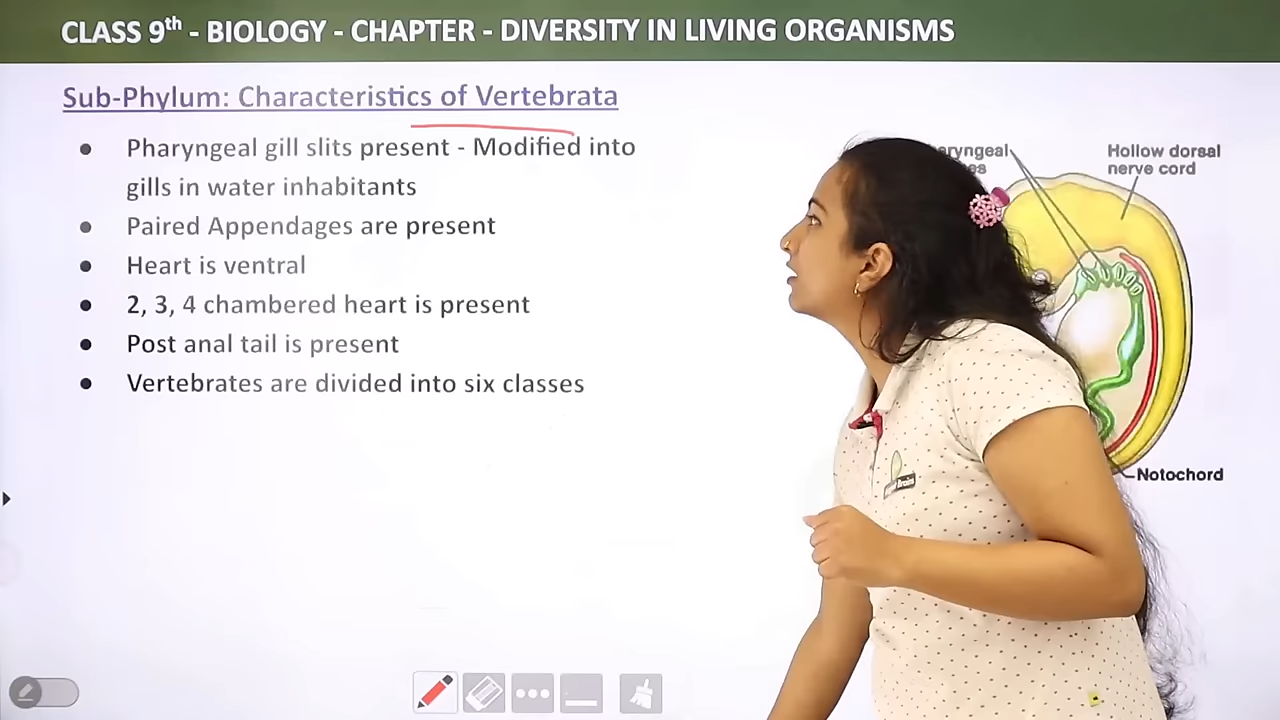 CLASS 9th - BIOLOGY - CHAPTER - DIVERSITY IN LIVING ORGANISMS
Sub-Phylum: Characteristics of Vertebrata
● Pharyngeal gill slits present - Modified into
gills in water inhabitants
● Paired Appendages are present
● Heart is ventral
● 2, 3, 4 chambered heart is present
● Post anal tail is present
● Vertebrates are divided into six classes
Hollow dorsal
nerve cord
Notochord